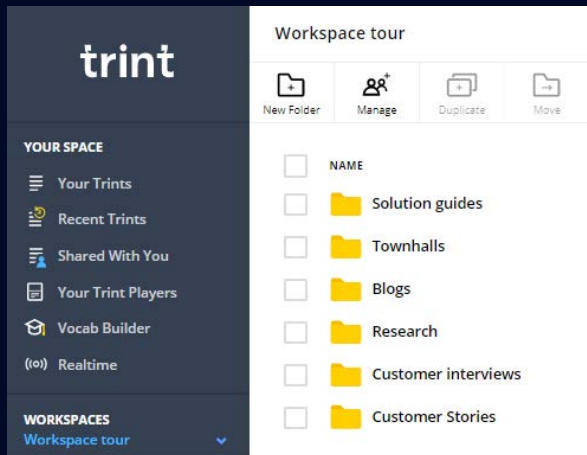 trint
YOUR SPACE
Your Trints
Recent Trints
Shared With You
Your Trint Players
Vocab Builder
Realtime
WORKSPACES
Workspace tour
Workspace tour
New Folder
Manage
Duplicate
Move
NAME
Solution guides
Townhalls
Blogs
Research
Customer interviews
Customer Stories